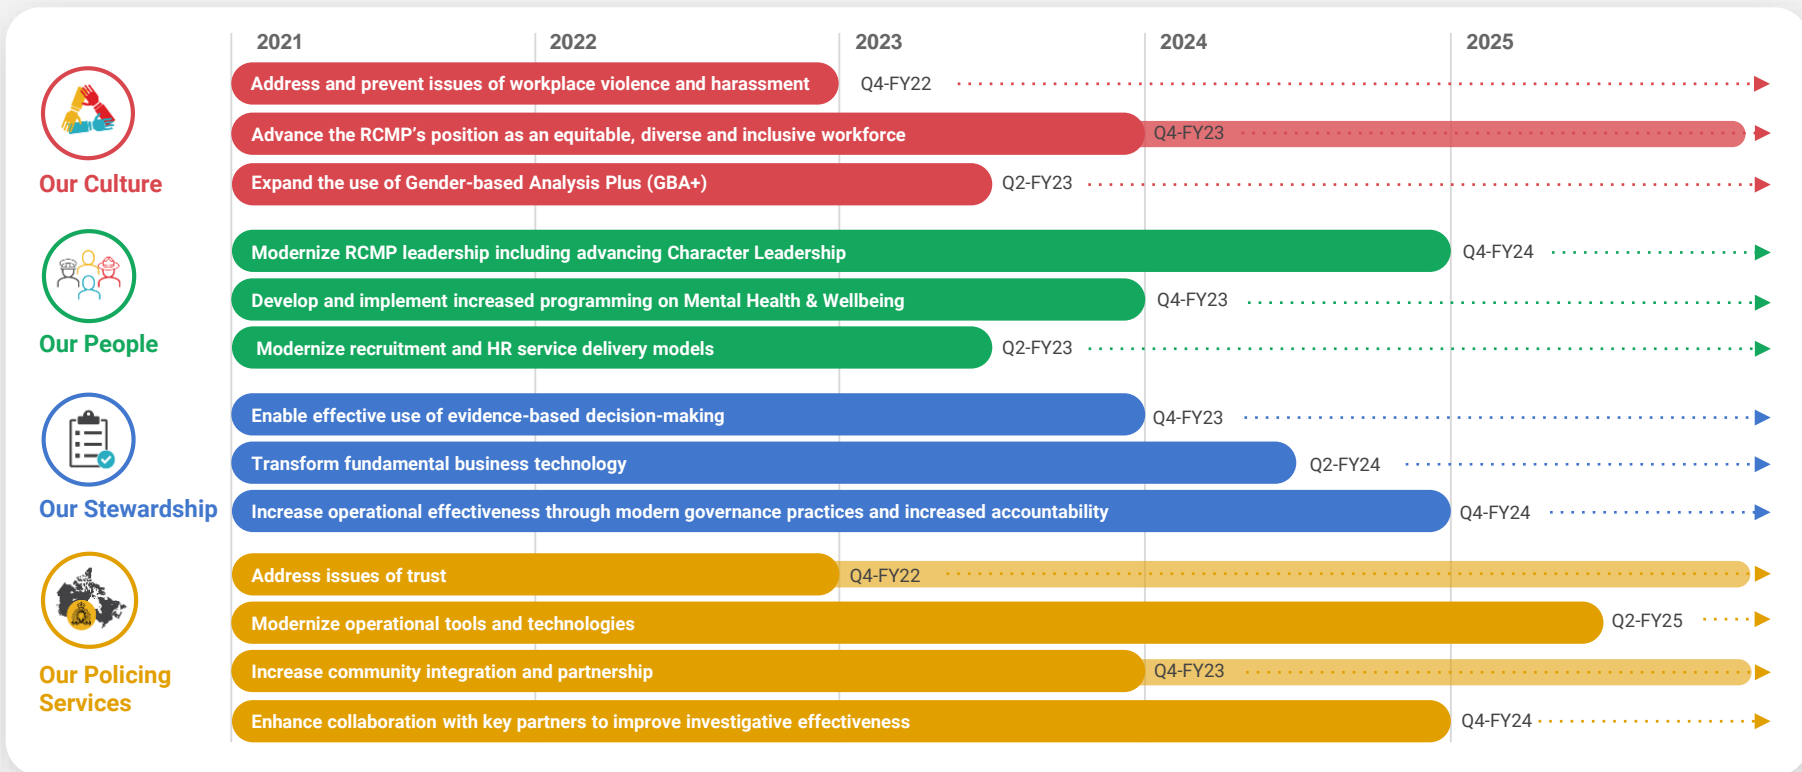 2021 2022 2023 2024 2025
Address and prevent issues of workplace violence and harassment Q4-FY22
Advance the RCMP’s position as an equitable, diverse and inclusive workforce Q4-FY23
Expand the use of Gender-based Analysis Plus (GBA+) Q2-FY23
Our Culture
Modernize RCMP leadership including advancing Character Leadership Q4-FY24
Develop and implement increased programming on Mental Health & Wellbeing Q4-FY23
Modernize recruitment and HR service delivery models Q2-FY23
Our People
Enable effective use of evidence-based decision-making Q4-FY23
Transform fundamental business technology Q2-FY24
Increase operational effectiveness through modern governance practices and increased accountability Q4-FY24
Our Stewardship
Address issues of trust Q4-FY22
Modernize operational tools and technologies Q2-FY25
Increase community integration and partnership Q4-FY23
Our Policing
Services
Enhance collaboration with key partners to improve investigative effectiveness Q4-FY24